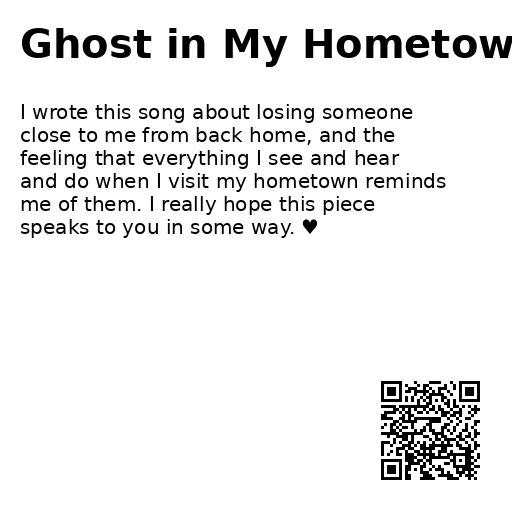 Ghost in My Hometow
I wrote this song about losing someone
close to me from back home, and the
feeling that everything I see and hear
and do when I visit my hometown reminds
me of them. I really hope this piece
speaks to you in some way. ♥